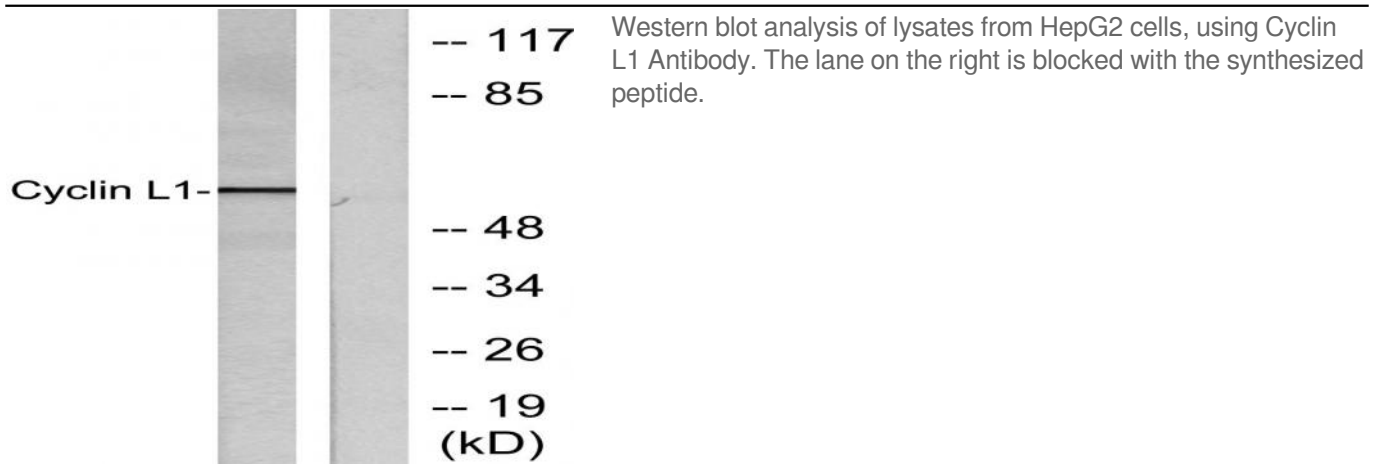 Cyclin L1-
-- 117
-- 85
-- 48
-- 34
-- 26
-- 19
(kD)
Western blot analysis of lysates from HepG2 cells, using Cyclin
L1 Antibody. The lane on the right is blocked with the synthesized
peptide.